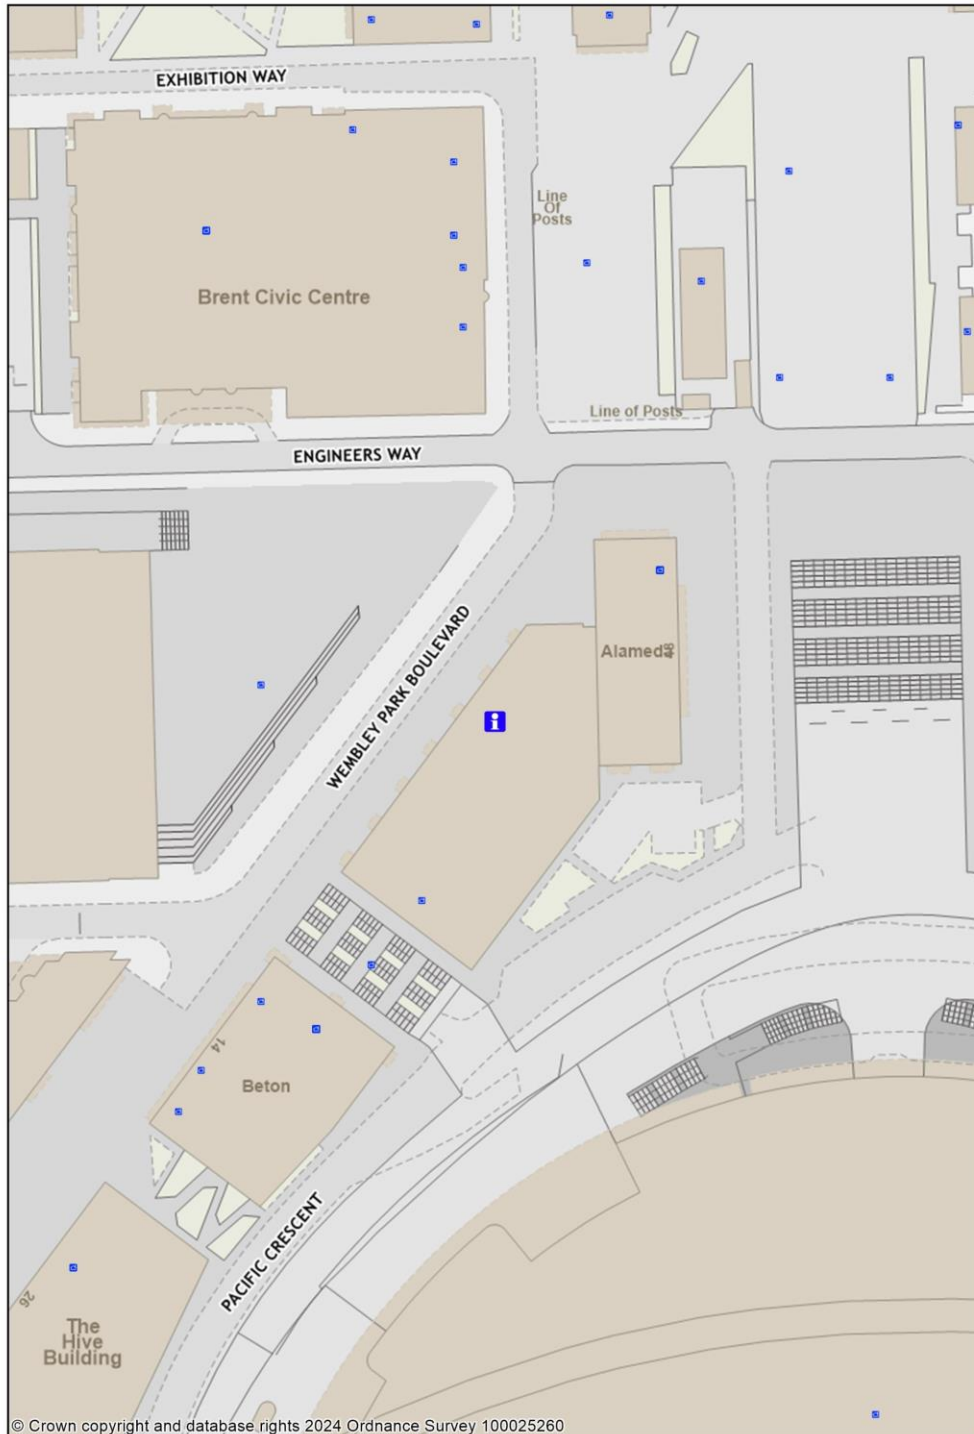 EXHIBITION WAY
Line
Of
Posts
Brent Civic Centre
Line of Posts
ENGINEERS WAY
WEMBLEY PARK BOULEVARD
Alameda
i
14
Beton
PACIFIC CRESCENT
26
The
Hive
Building
© Crown copyright and database rights 2024 Ordnance Survey 100025260